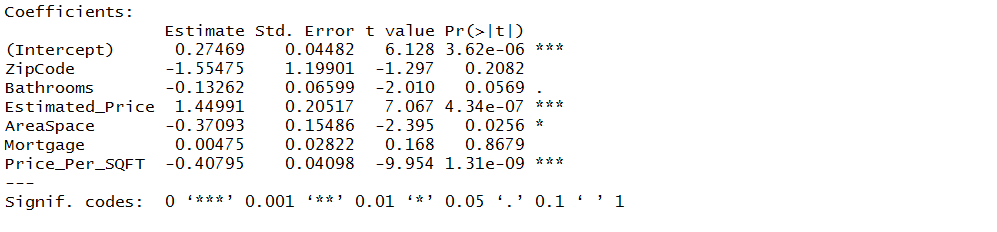 Coefficients:
Estimate Std. Error t value Pr(>|t|)
(Intercept) 0.27469 0.04482 6.128 3.62e-06 ***
ZipCode -1.55475 1.19901 -1.297 0.2082
Bathrooms -0.13262 0.06599 -2.010 0.0569 .
Estimated_Price 1.44991 0.20517 7.067 4.34e-07 ***
AreaSpace -0.37093 0.15486 -2.395 0.0256 *
Mortgage 0.00475 0.02822 0.168 0.8679
Price_Per_SQFT -0.40795 0.04098 -9.954 1.31e-09 ***
---
Signif. codes: 0 ‘***’ 0.001 ‘**’ 0.01 ‘*’ 0.05 ‘.’ 0.1 ‘ ’ 1